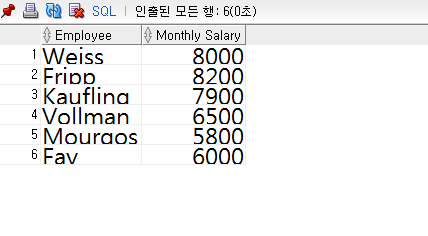 SQL | 인출된 모든 행: 6(0초)
Employee Monthly Salary
1 Weiss 8000
2 Fripp 8200
3 Kaufling 7900
4 Vollman 6500
5 Mourgos 5800
6 Fay 6000